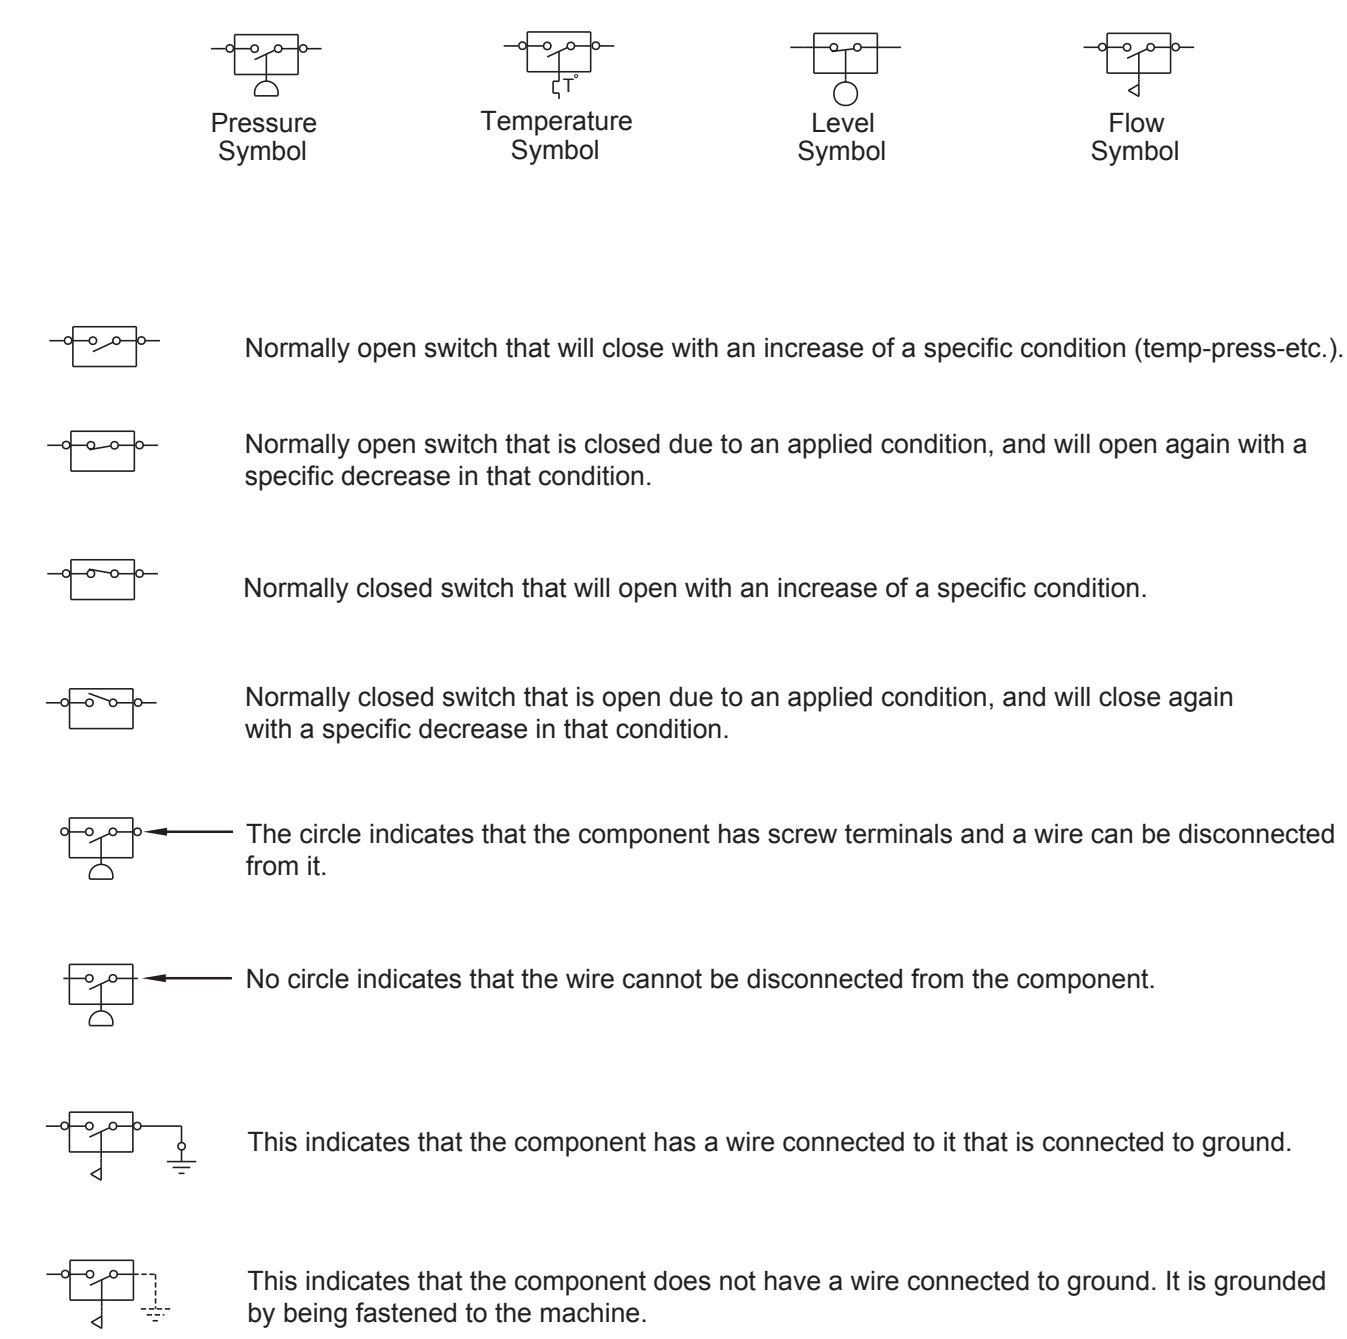 T°
Pressure
Symbol
Temperature
Symbol
Level
Symbol
Flow
Symbol
Normally open switch that will close with an increase of a specific condition (temp-press-etc.).
Normally open switch that is closed due to an applied condition, and will open again with a
specific decrease in that condition.
Normally closed switch that will open with an increase of a specific condition.
Normally closed switch that is open due to an applied condition, and will close again
with a specific decrease in that condition.
The circle indicates that the component has screw terminals and a wire can be disconnected
from it.
No circle indicates that the wire cannot be disconnected from the component.
This indicates that the component has a wire connected to it that is connected to ground.
This indicates that the component does not have a wire connected to ground. It is grounded
by being fastened to the machine.